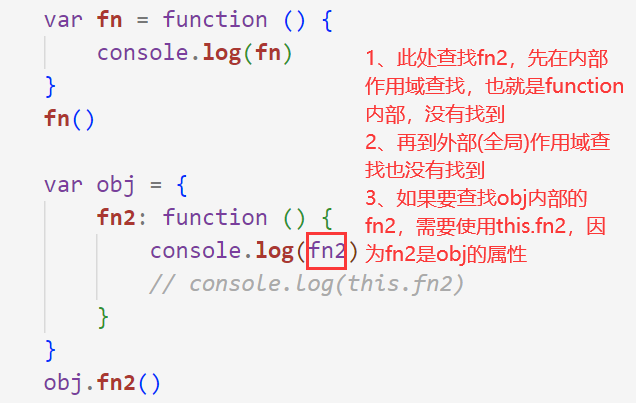 var fn = function () {
console.log(fn)
}
fn()
var obj = {
fn2: function () {
console.log(fn2)
// console.log(this.fn2)
}
}
obj.fn2()
1、此处查找fn2，先在内部
作用域查找，也就是function
内部，没有找到
2、再到外部(全局)作用域查
找也没有找到
3、如果要查找obj内部的
fn2，需要使用this.fn2，因
为fn2是obj的属性